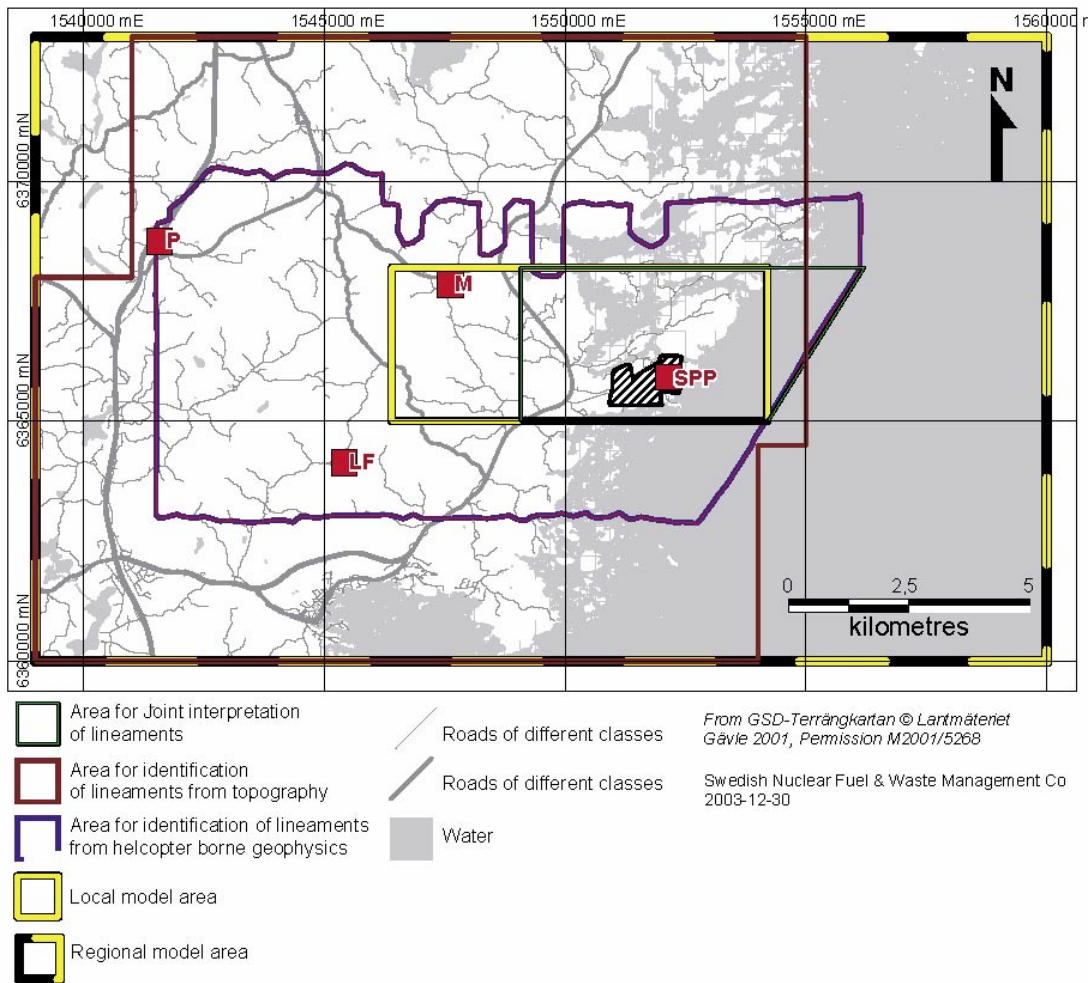 1540000 mE 1545000 mE 1550000 mE 1555000 mE 1560000 m
6370000 mN
6365000 mN
6360000 mN
N
P
M
SPP
LF
0 2,5 5
kilometres
Area for Joint interpretation
of lineaments
Area for identification
of lineaments from topography
Area for identification of lineaments
from helcopter borne geophysics
Local model area
Regional model area
Roads of different classes
Roads of different classes
Water
From GSD-Terrängkartan © Lantmäteriet
Gävle 2001, Permission M2001/5268
Swedish Nuclear Fuel & Waste Management Co
2003-12-30